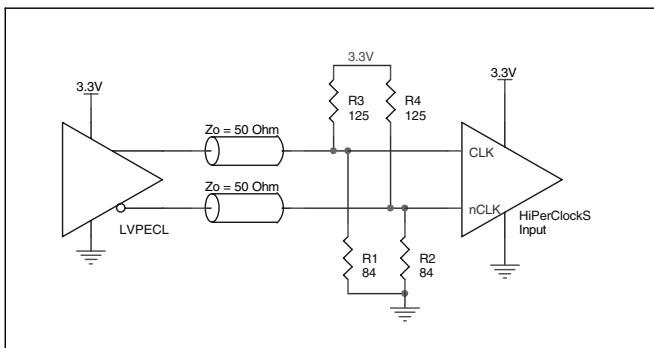 3.3V
3.3V
3.3V
R3
125
R4
125
Zo = 50 Ohm
CLK
Zo = 50 Ohm
nCLK
HiPerClockS
Input
LVPECL
R1
84
R2
84